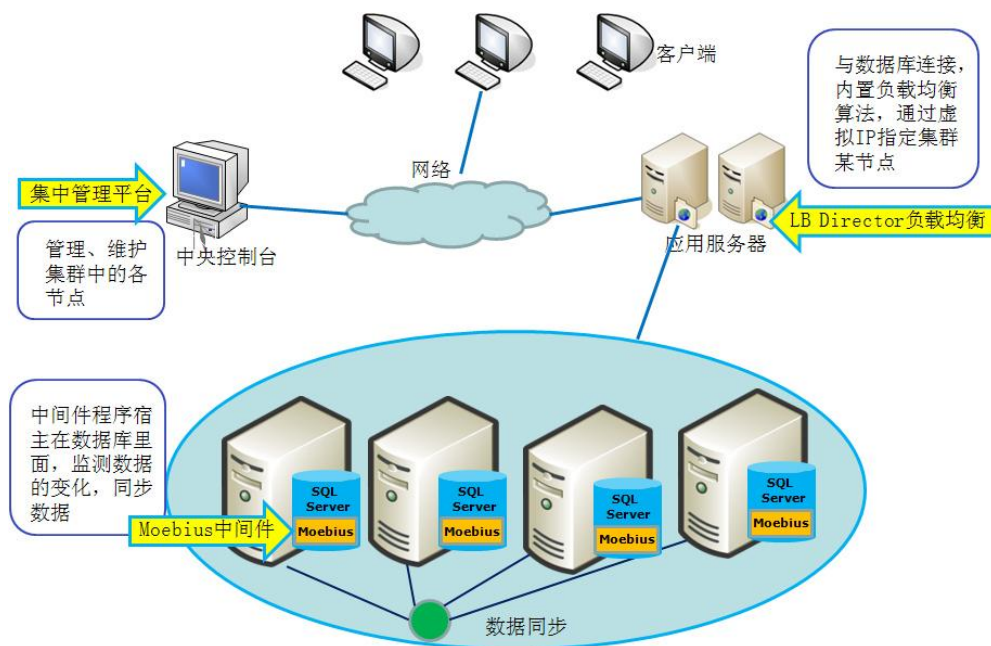 客户端
与数据库连接，
内置负载均衡
算法，通过虚
拟IP指定集群
某节点
网络
集中管理平台
LB Director负载均衡
中央控制台
应用服务器
管理、维护
集群中的各
节点
中间件程序宿
主在数据库里
面，监测数据
的变化，同步
数据
Moebius中间件
SQL
Server
Moebius
SQL
Server
Moebius
SQL
Server
Moebius
SQL
Server
Moebius
数据同步